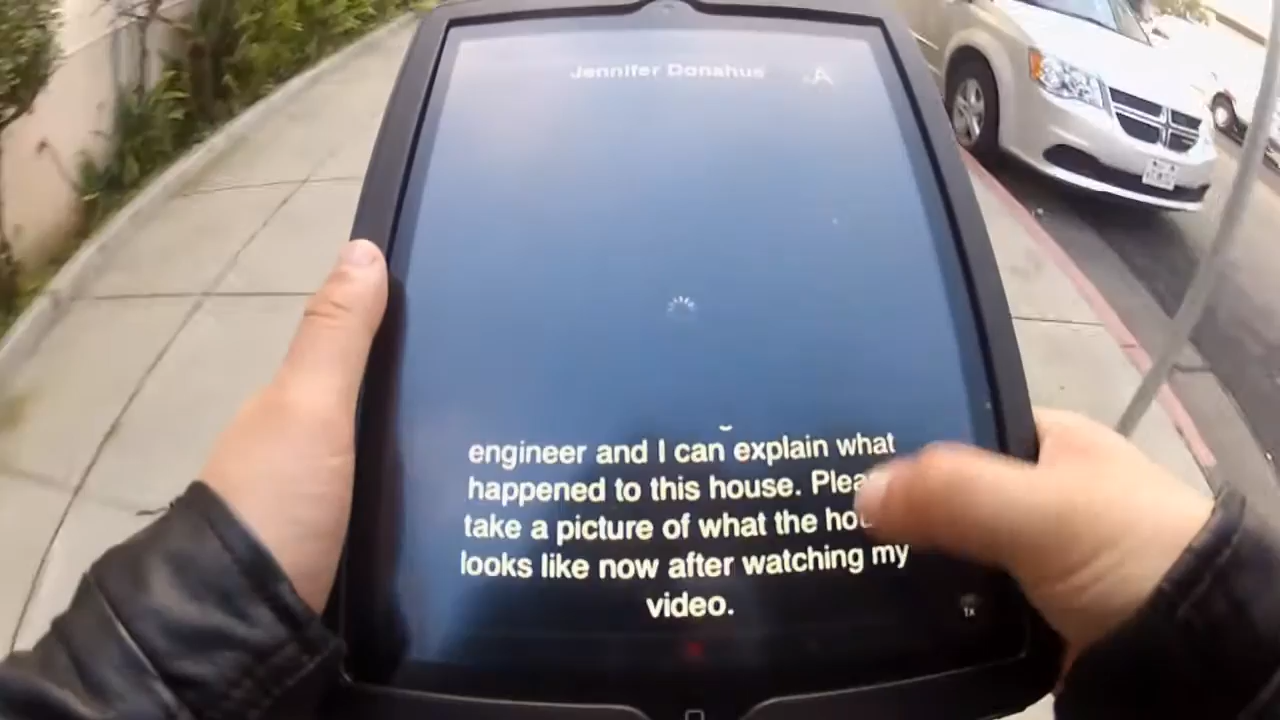 Jennifer Donahue
engineer and I can explain what
happened to this house. Plea
take a picture of what the hou
looks like now after watching my
video.
1x